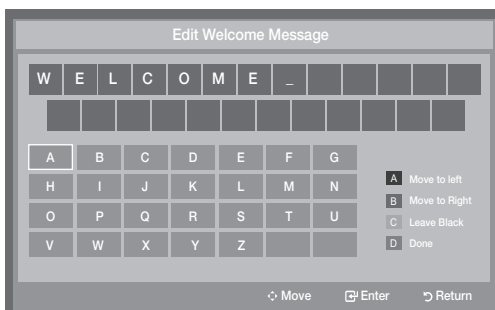 Edit Welcome Message
W E L C O M E _
A B C D E F G
H I J K L M N
O P Q R S T U
V W X Y Z
A Move to left
B Move to Right
C Leave Black
D Done
Move Enter Return